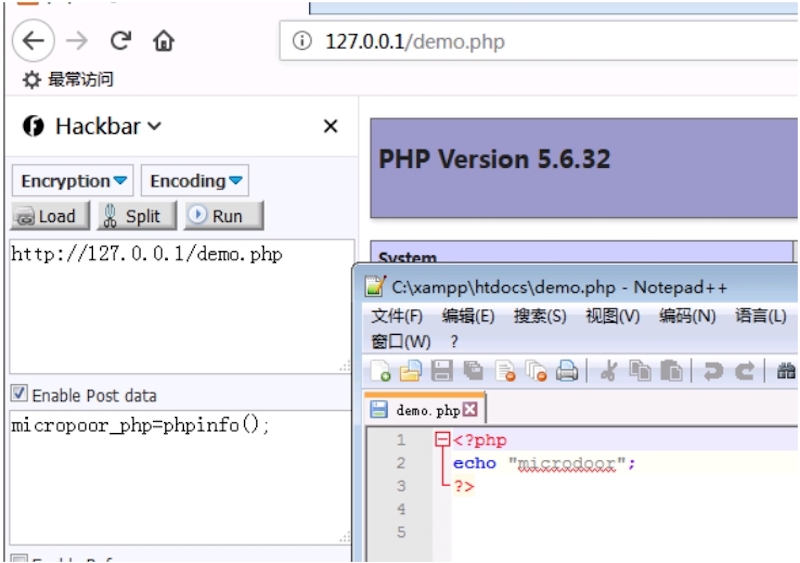 127.0.0.1/demo.php
最常访问
Hackbar
Encryption Encoding
Load Split Run
http://127.0.0.1/demo.php
Enable Post data
micropoor_php=phpinfo();
PHP Version 5.6.32
System
C:\xampp\htdocs\demo.php - Notepad++
文件(F) 编辑(E) 搜索(S) 视图(V) 编码(N) 语言(L)
窗口(W) ?
demo.php
1 <?php
2 echo "microdoor";
3 ?>
4
5